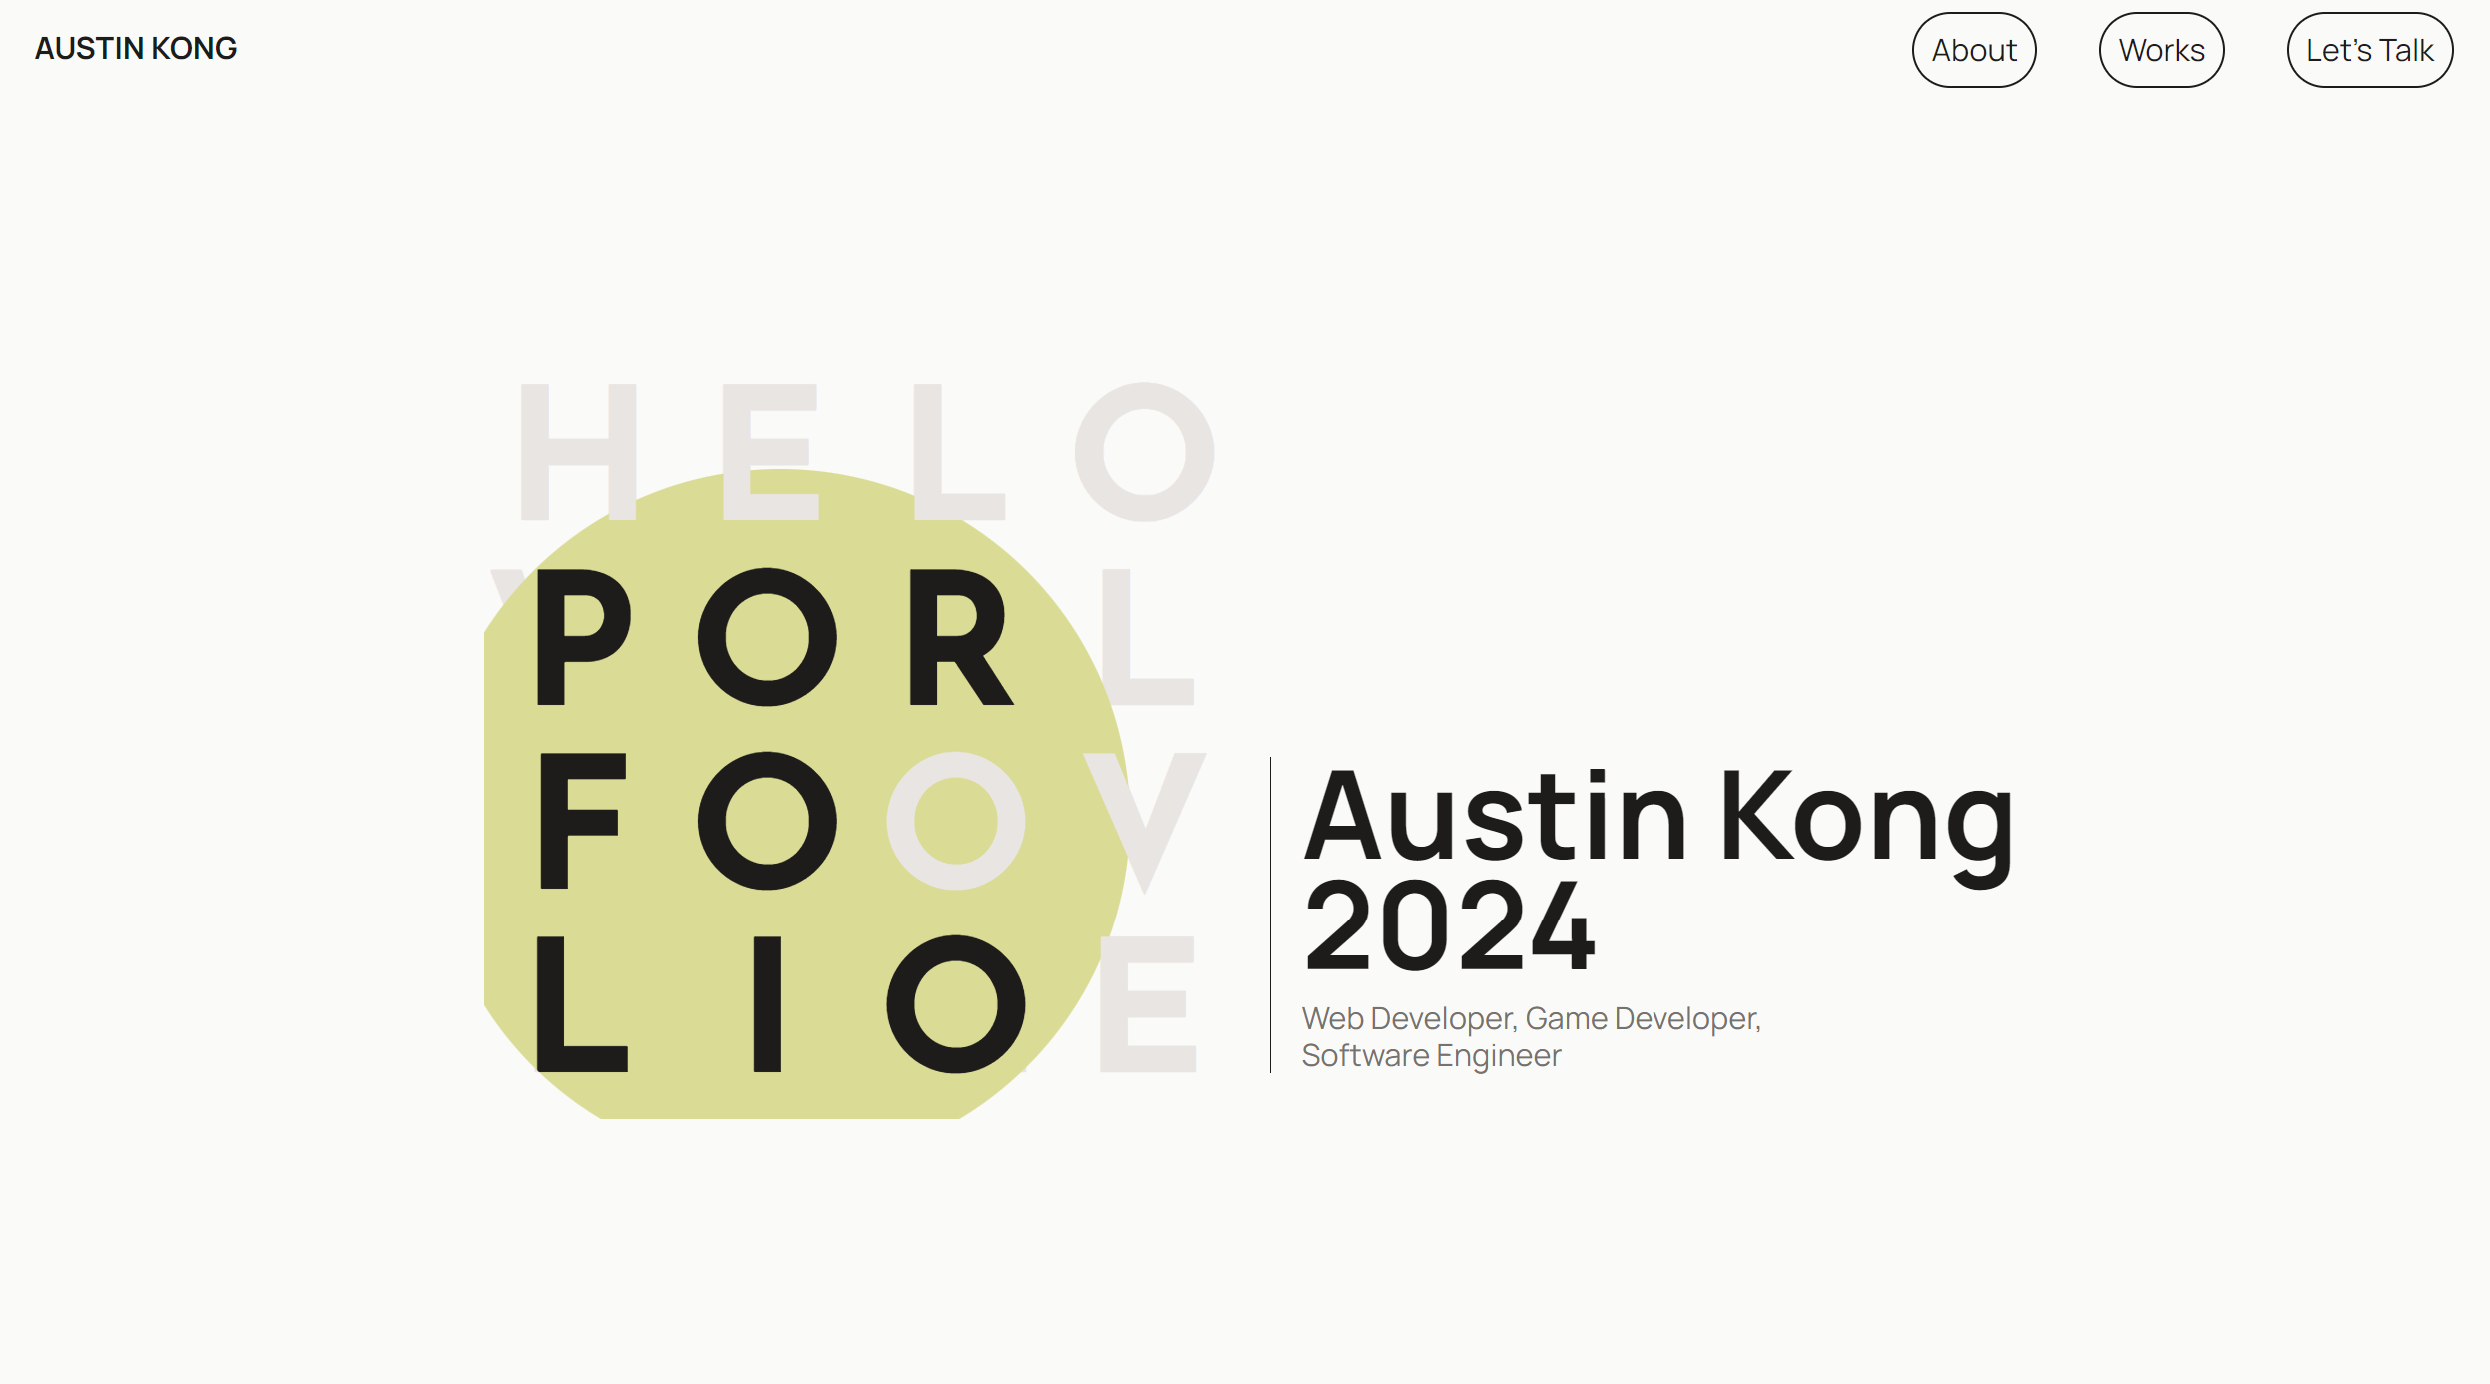 AUSTIN KONG
About
Works
Let's Talk
H E L O
P O R L
F O O V
L I O E
Austin Kong
2024
Web Developer, Game Developer,
Software Engineer